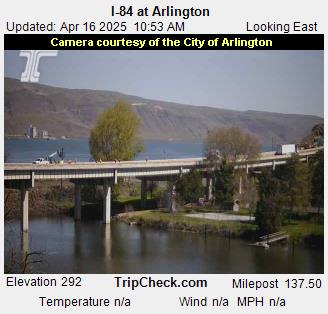 I-84 at Arlington
Updated: Apr 16 2025 10:53 AM Looking East
Camera courtesy of the City of Arlington
Elevation 292 TripCheck.com Milepost 137.50
Temperature n/a Wind n/a MPH n/a